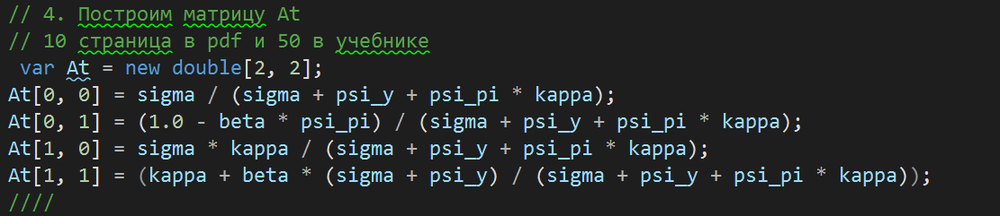 // 4. Построим матрицу At
// 10 страница в pdf и 50 в учебнике
var At = new double[2, 2];
At[0, 0] = sigma / (sigma + psi_y + psi_pi * kappa);
At[0, 1] = (1.0 - beta * psi_pi) / (sigma + psi_y + psi_pi * kappa);
At[1, 0] = sigma * kappa / (sigma + psi_y + psi_pi * kappa);
At[1, 1] = (kappa + beta * (sigma + psi_y) / (sigma + psi_y + psi_pi * kappa));
////